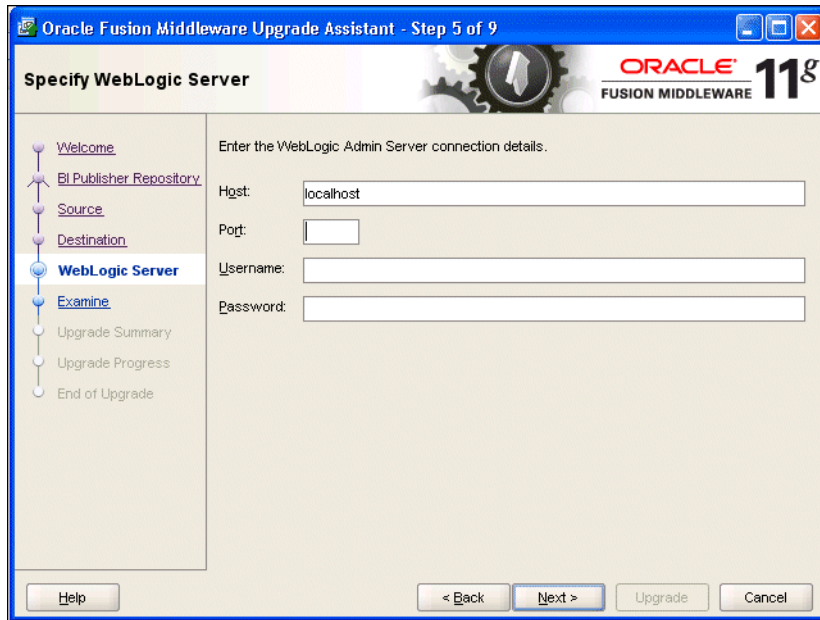 Oracle Fusion Middleware Upgrade Assistant - Step 5 of 9
Specify WebLogic Server
ORACLE
FUSION MIDDLEWARE 11g
Welcome
BI Publisher Repository
Source
Destination
WebLogic Server
Examine
Upgrade Summary
Upgrade Progress
End of Upgrade
Enter the WebLogic Admin Server connection details.
Host: localhost
Port:
Username:
Password:
Help
< Back
Next >
Upgrade
Cancel